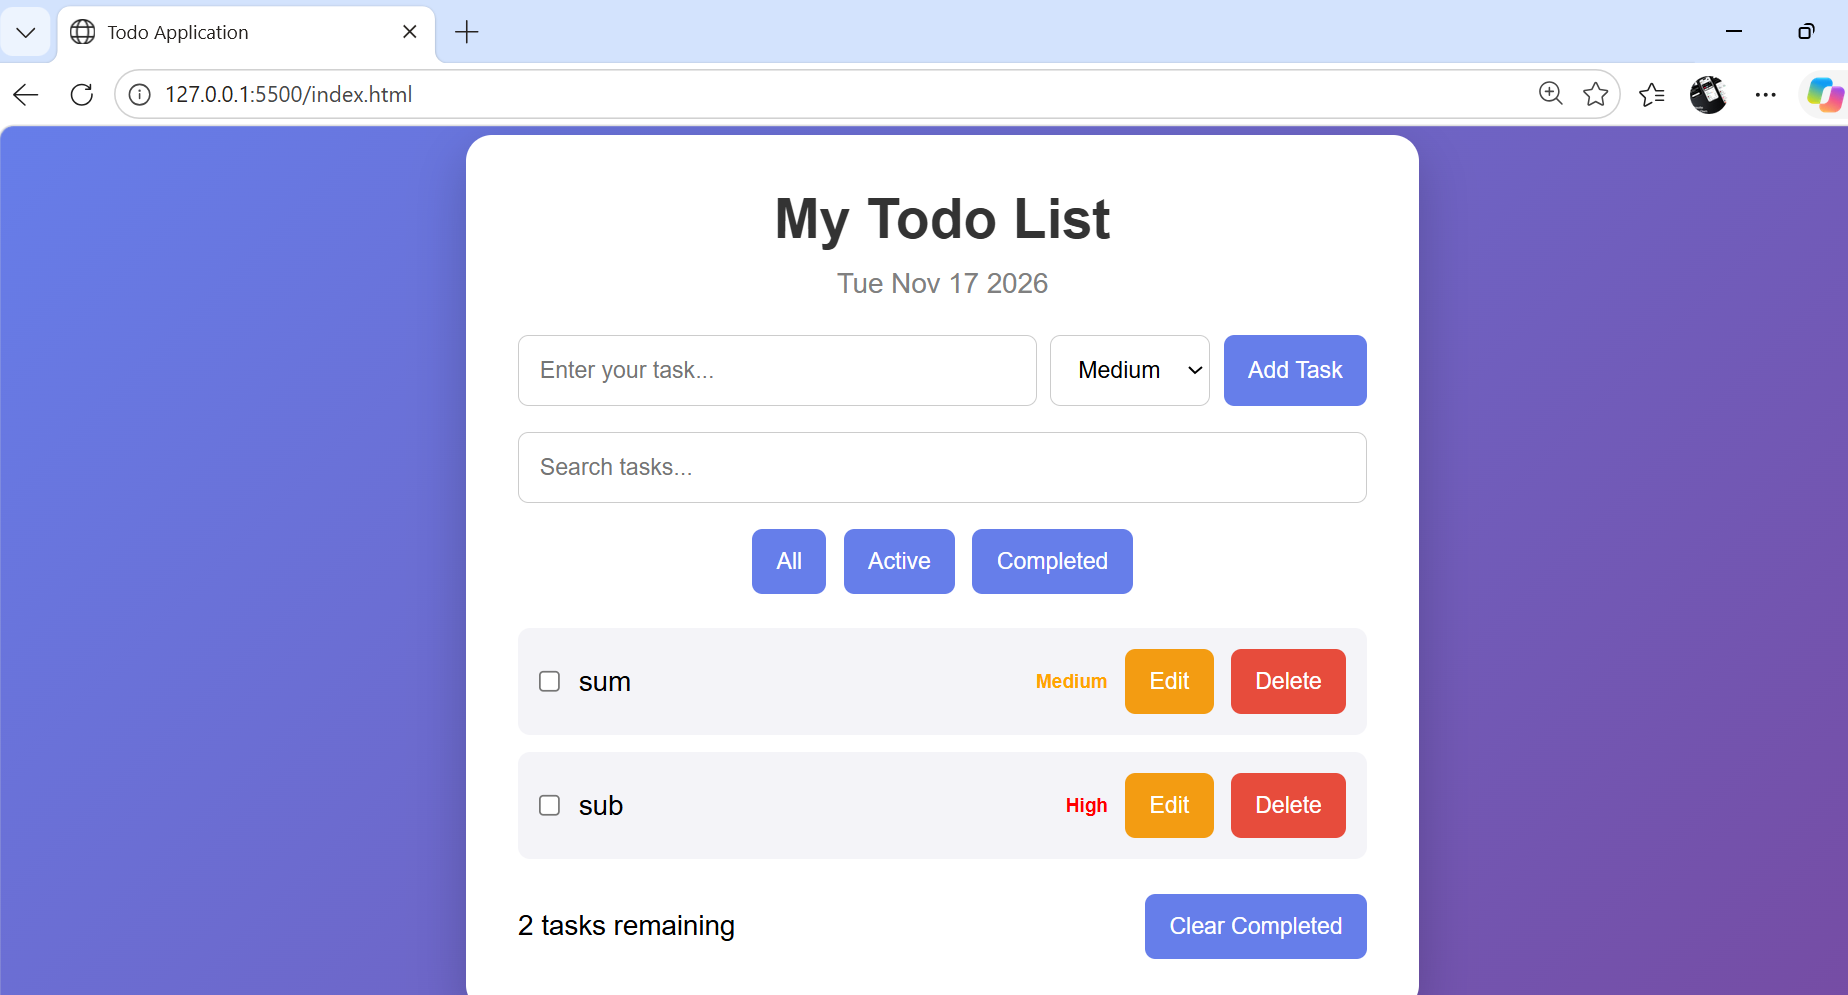 Todo Application
127.0.0.1:5500/index.html
My Todo List
Tue Nov 17 2026
Enter your task... Medium Add Task
Search tasks...
All Active Completed
sum Medium Edit Delete
sub High Edit Delete
2 tasks remaining Clear Completed